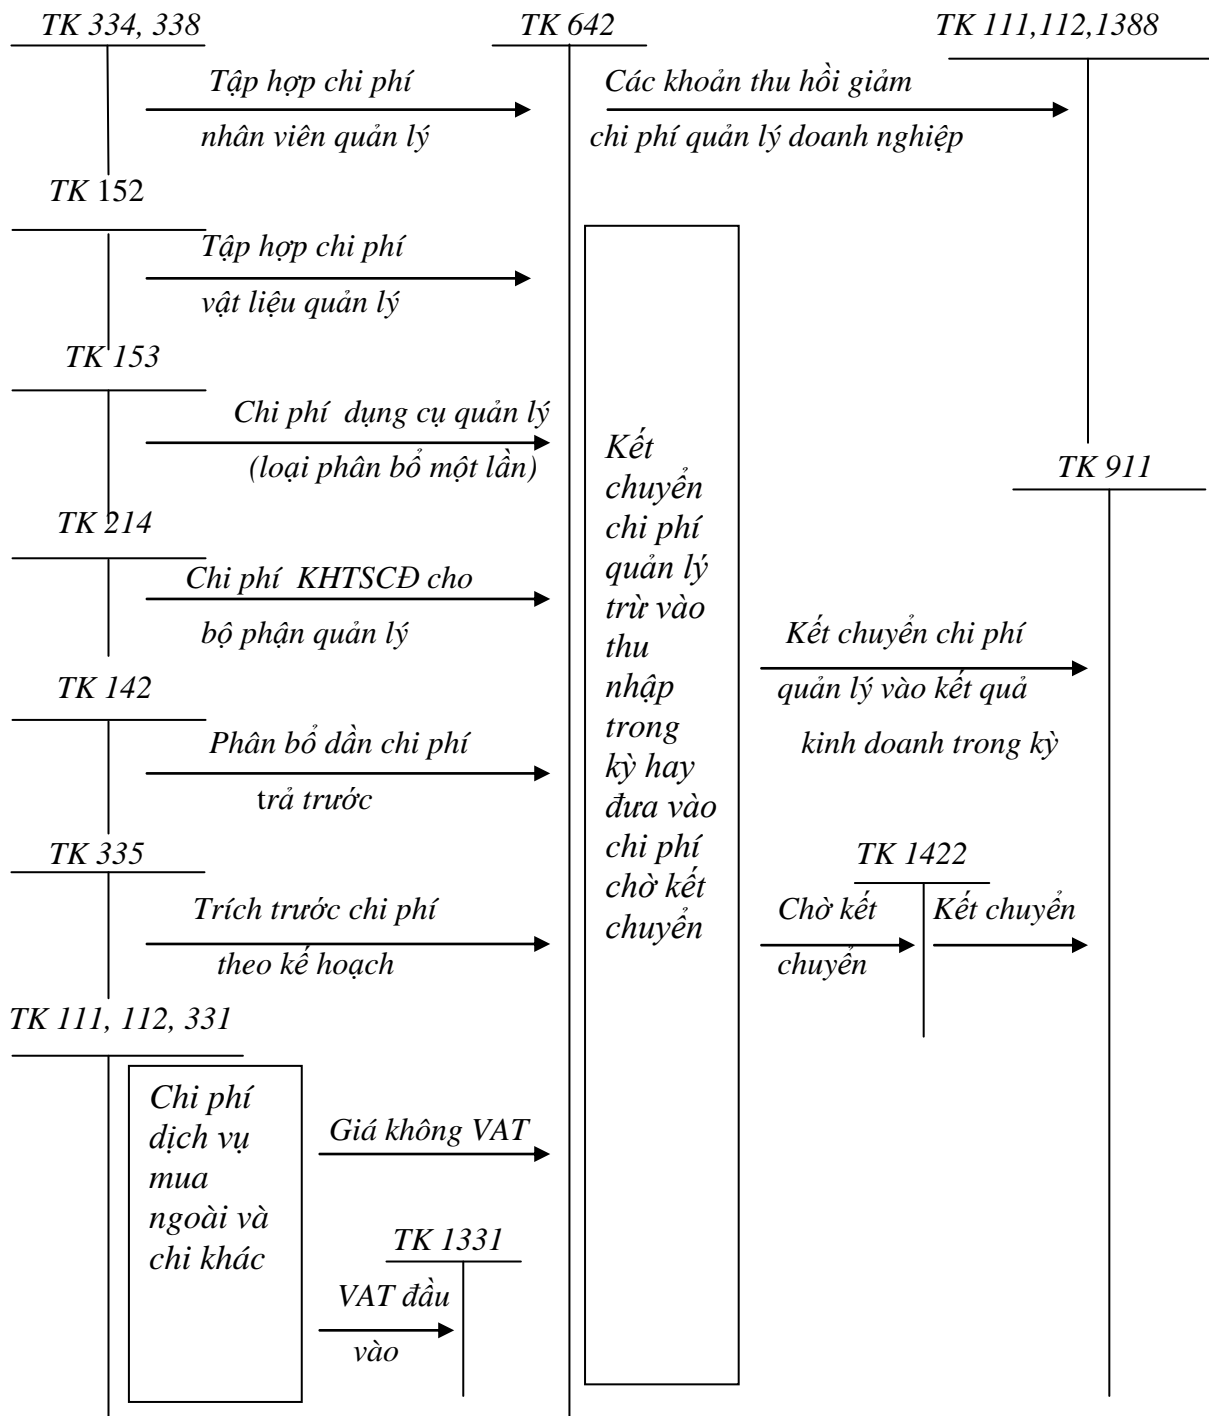 TK 334, 338
TK 642
TK 111,112,1388
Tập hợp chi phí
nhân viên quản lý
Các khoản thu hồi giảm
chi phí quản lý doanh nghiệp
TK 152
Tập hợp chi phí
vật liệu quản lý
TK 153
Chi phí dụng cụ quản lý
(loại phân bổ một lần)
TK 214
Chi phí KHTSCĐ cho
bộ phận quản lý
TK 142
Phân bổ dần chi phí
trả trước
TK 335
Trích trước chi phí
theo kế hoạch
TK 111, 112, 331
Chi phí
dịch vụ
mua
ngoài và
chi khác
Giá không VAT
TK 1331
VAT đầu
vào
Kết
chuyển
chi phí
quản lý
trừ vào
thu
nhập
trong
kỳ hay
đưa vào
chi phí
chờ kết
chuyển
TK 911
Kết chuyển chi phí
quản lý vào kết quả
kinh doanh trong kỳ
TK 1422
Chờ kết
chuyển
Kết chuyển